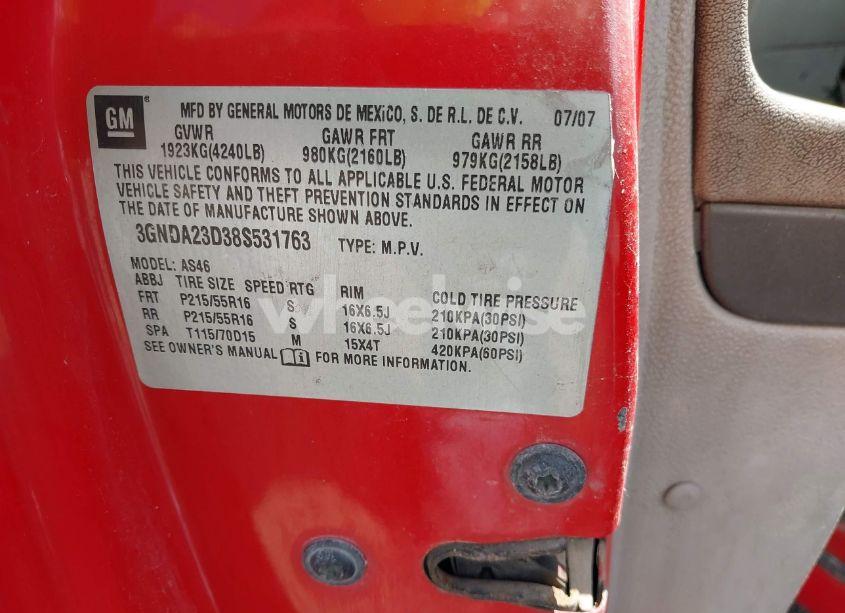 GM
MFD BY GENERAL MOTORS DE MEXICO, S. DE R.L. DE C.V. 07/07
GVWR GAWR FRT GAWR RR
1923KG(4240LB) 980KG(2160LB) 979KG(2158LB)
THIS VEHICLE CONFORMS TO ALL APPLICABLE U.S. FEDERAL MOTOR
VEHICLE SAFETY AND THEFT PREVENTION STANDARDS IN EFFECT ON
THE DATE OF MANUFACTURE SHOWN ABOVE.
3GNDA23D38S531763 TYPE: M.P.V.
MODEL: AS46
ABBJ TIRE SIZE SPEED RTG RIM COLD TIRE PRESSURE
FRT P215/55R16 S 16X6.5J 210KPA(30PSI)
RR P215/55R16 S 16X6.5J 210KPA(30PSI)
SPA T115/70D15 M 15X4T 420KPA(60PSI)
SEE OWNER'S MANUAL FOR MORE INFORMATION.